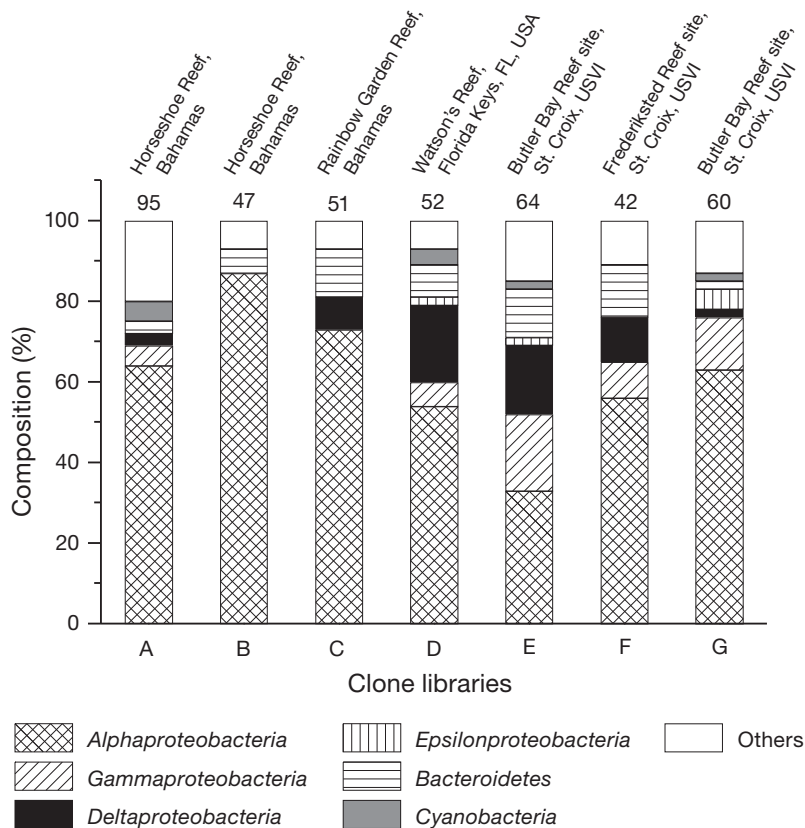 Horseshoe Reef,
Bahamas
Horseshoe Reef,
Bahamas
Rainbow Garden Reef,
Bahamas
Watson's Reef,
Florida Keys, FL, USA
Butler Bay Reef site,
St. Croix, USVI
Frederiksted Reef site,
St. Croix, USVI
Butler Bay Reef site,
St. Croix, USVI
95 47 51 52 64 42 60
100
80
60
40
20
0
Composition (%)
A B C D E F G
Clone libraries
Alphaproteobacteria Epsilonproteobacteria Others
Gammaproteobacteria Bacteroidetes
Deltaproteobacteria Cyanobacteria